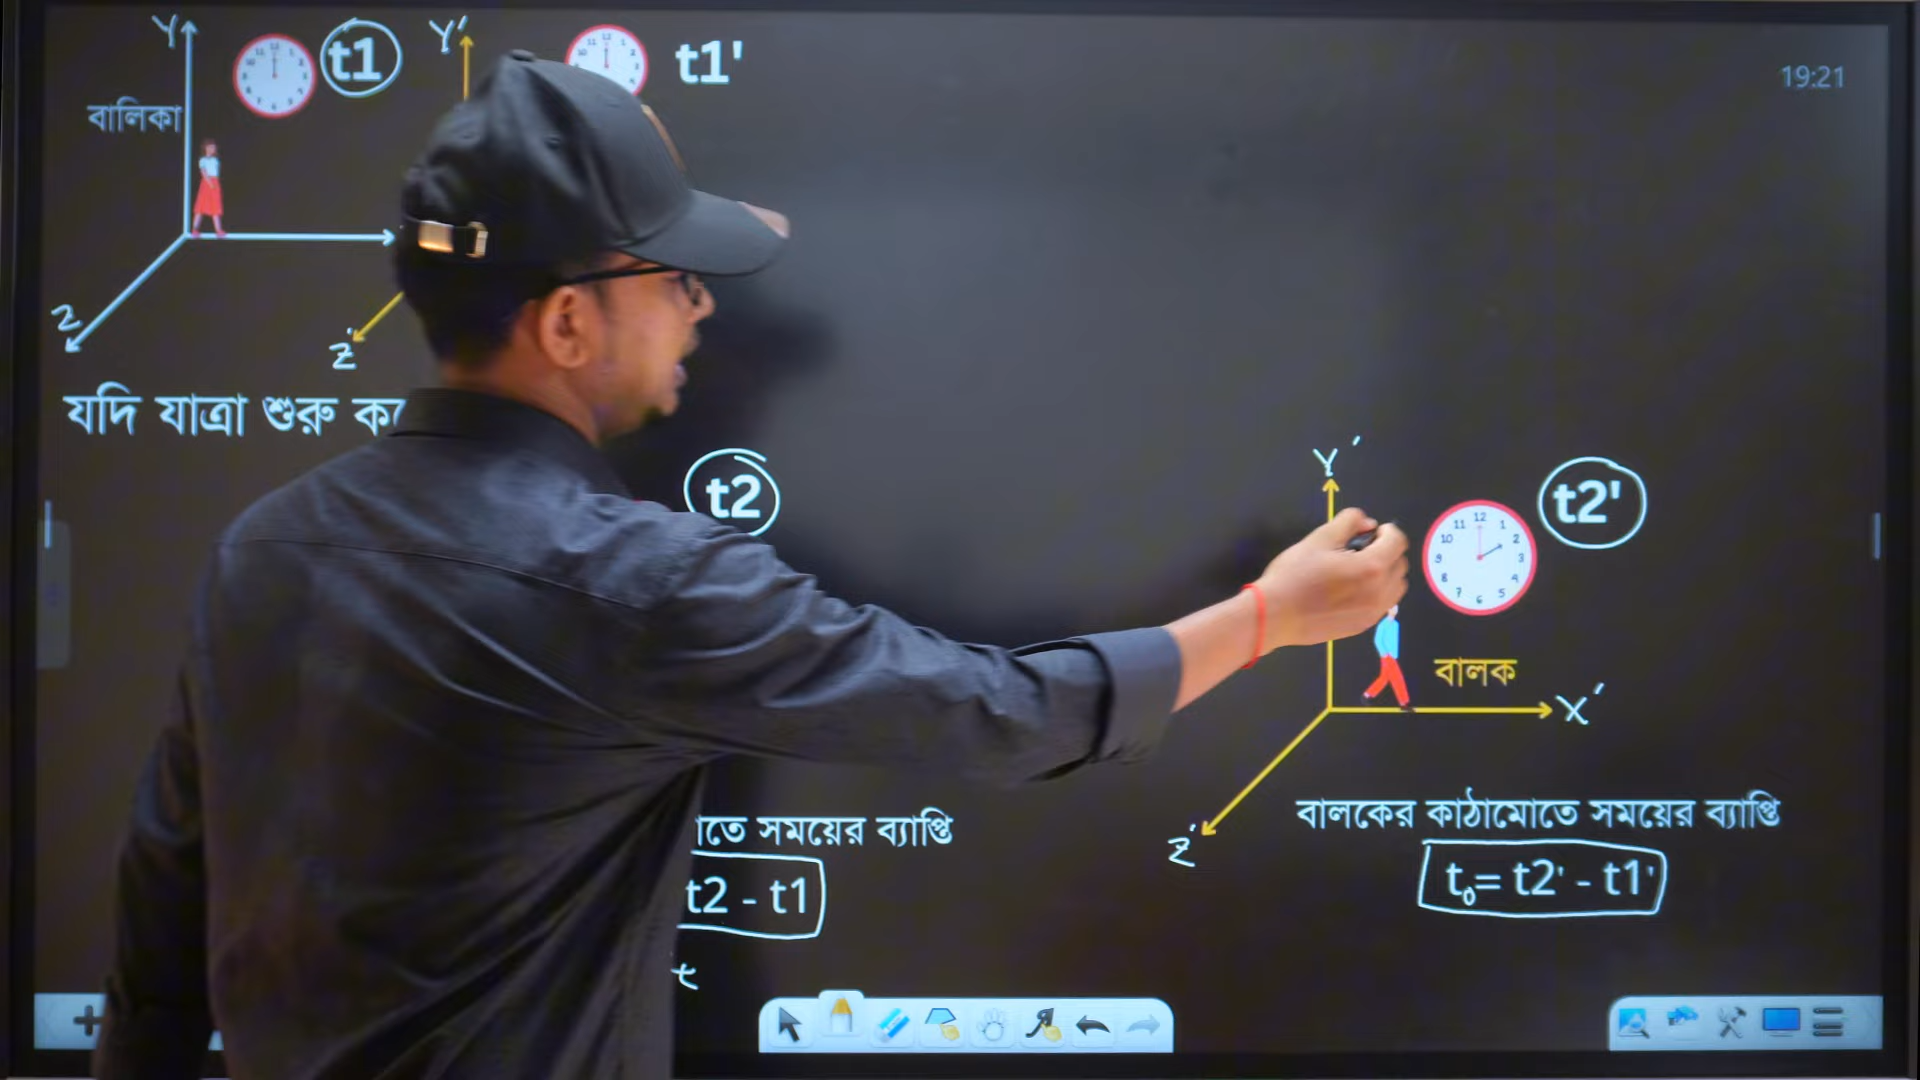 Y
t1
Y′
t1'
19:21
বালিকা
Z
Z′
যদি যাত্রা শুরু
t2
Y′
t2'
বালক
X′
Z′
সময়ের ব্যাপ্তি
t2 - t1
t
বালকের কাঠামোতে সময়ের ব্যাপ্তি
t₀= t2' - t1'